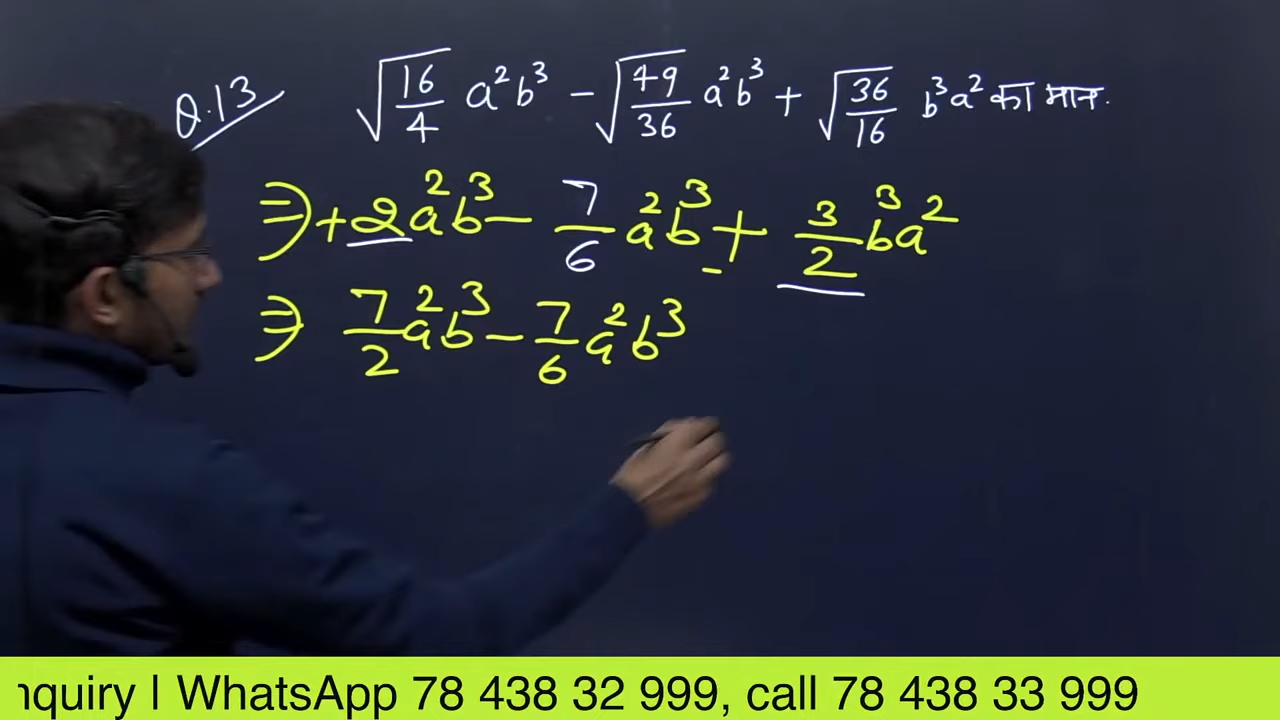 Q.13 √(16/4) a²b³ - √(49/36) a²b³ + √(36/16) b³a² का मान.
⇒ +2a²b³ - 7/6 a²b³ + 3/2 b³a²
⇒ 7/2 a²b³ - 7/6 a²b³
nquiry | WhatsApp 78 438 32 999, call 78 438 33 999